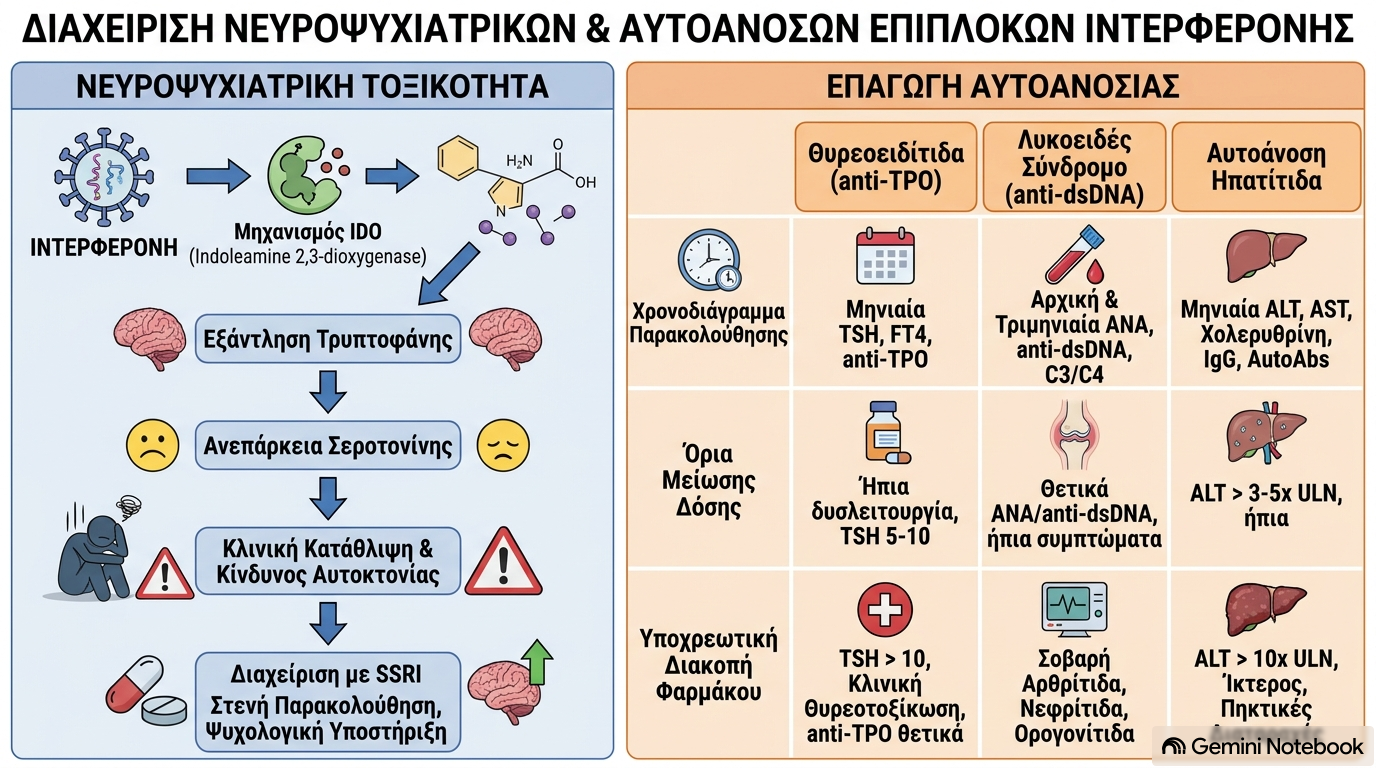 ΔΙΑΧΕΙΡΙΣΗ ΝΕΥΡΟΨΥΧΙΑΤΡΙΚΩΝ & ΑΥΤΟΑΝΟΣΩΝ ΕΠΙΠΛΟΚΩΝ ΙΝΤΕΡΦΕΡΟΝΗΣ
ΝΕΥΡΟΨΥΧΙΑΤΡΙΚΗ ΤΟΞΙΚΟΤΗΤΑ
ΙΝΤΕΡΦΕΡΟΝΗ
Μηχανισμός IDO
(Indoleamine 2,3-dioxygenase)
H₂N
O
OH
N
Εξάντληση Τρυπτοφάνης
Ανεπάρκεια Σεροτονίνης
Κλινική Κατάθλιψη &
Κίνδυνος Αυτοκτονίας
Διαχείριση με SSRI
Στενή Παρακολούθηση,
Ψυχολογική Υποστήριξη
ΕΠΑΓΩΓΗ ΑΥΤΟΑΝΟΣΙΑΣ
Θυρεοειδίτιδα
(anti-TPO)
Λυκοειδές
Σύνδρομο
(anti-dsDNA)
Αυτοάνοση
Ηπατίτιδα
Χρονοδιάγραμμα
Παρακολούθησης
Μηνιαία
TSH, FT4,
anti-TPO
Αρχική &
Τριμηνιαία ANA,
anti-dsDNA,
C3/C4
Μηνιαία ALT, AST,
Χολερυθρίνη,
IgG, AutoAbs
Όρια
Μείωσης
Δόσης
Ήπια
δυσλειτουργία,
TSH 5-10
Θετικά
ANA/anti-dsDNA,
ήπια συμπτώματα
ALT > 3-5x ULN,
ήπια
Υποχρεωτική
Διακοπή
Φαρμάκου
TSH > 10,
Κλινική
Θυρεοτοξίκωση,
anti-TPO θετικά
Σοβαρή
Αρθρίτιδα,
Νεφρίτιδα,
Ορογονίτιδα
ALT > 10x ULN,
Ίκτερος,
Πηκτικές
Gemini Notebook